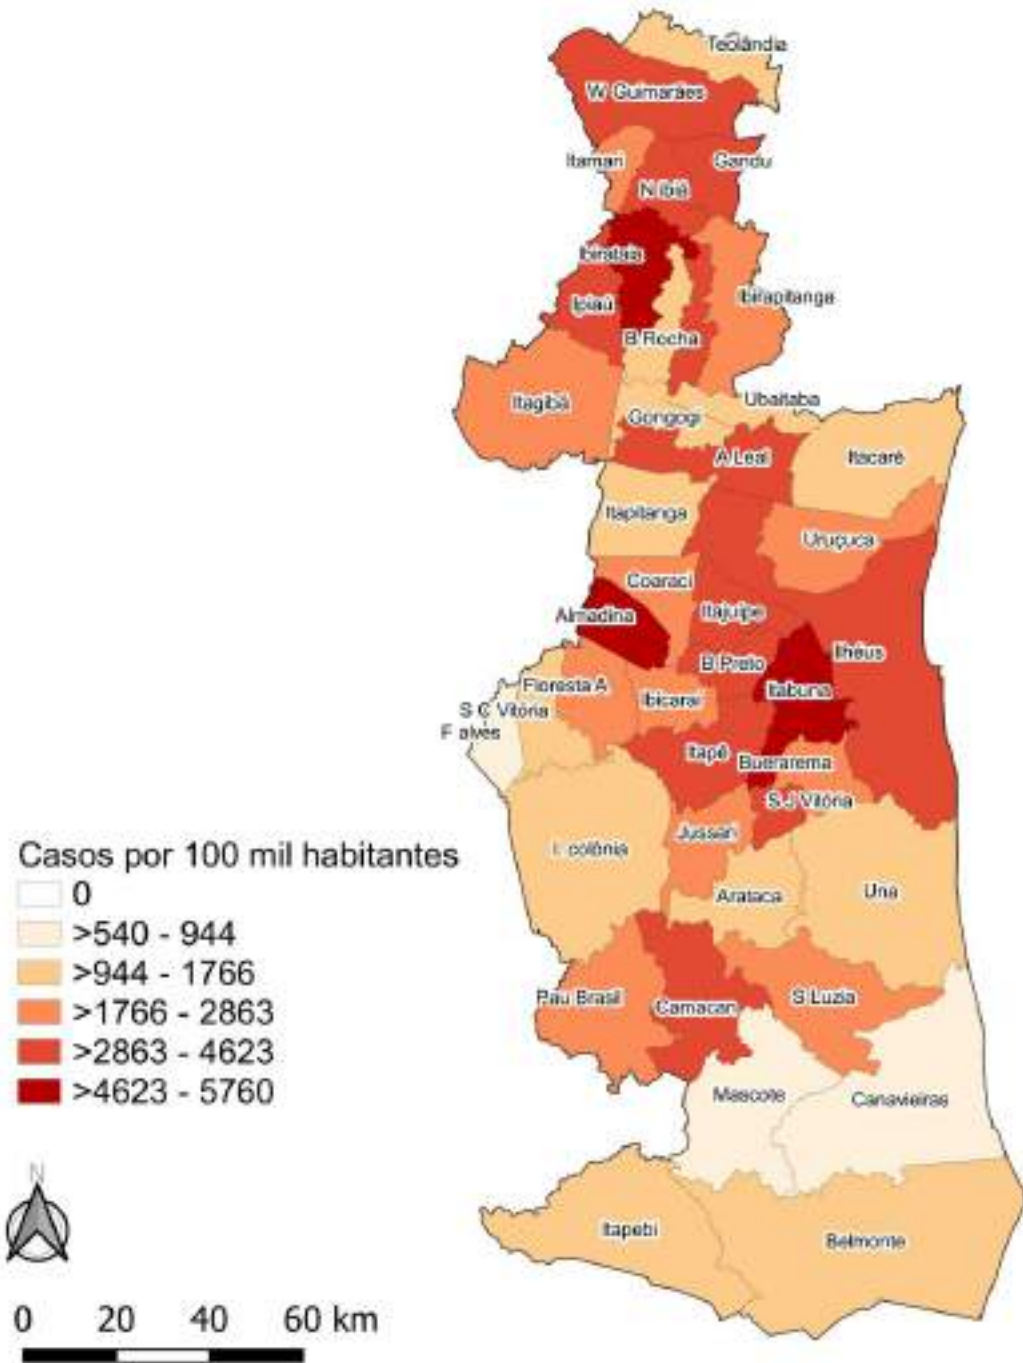 Teolândia
W Guimarães
Itamari
Gandu
N Ibiá
Ibirataia
Ipiaú
Ibirapitanga
B Rocha
Itagibá
Ubaitaba
Gongogi
A Leal
Itacaré
Itapitanga
Uruçuca
Coaraci
Almadina
Itajuípe
Ilhéus
B Preto
Floresta A
Ibicaraí
Itabuna
S C Vitória
F alves
Itapé
Buerarema
S J Vitória
Jussari
I. colônia
Arataca
Una
Pau Brasil
Camacan
S Luzia
Mascote
Canavieiras
Itapebi
Belmonte
Casos por 100 mil habitantes
0
>540 - 944
>944 - 1766
>1766 - 2863
>2863 - 4623
>4623 - 5760
N
0 20 40 60 km